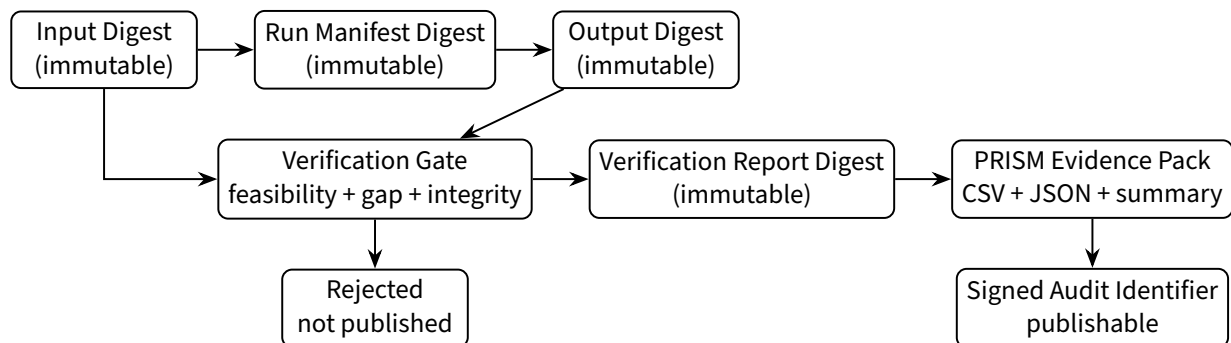 Input Digest
(immutable)
Run Manifest Digest
(immutable)
Output Digest
(immutable)
Verification Gate
feasibility + gap + integrity
Verification Report Digest
(immutable)
PRISM Evidence Pack
CSV + JSON + summary
Rejected
not published
Signed Audit Identifier
publishable